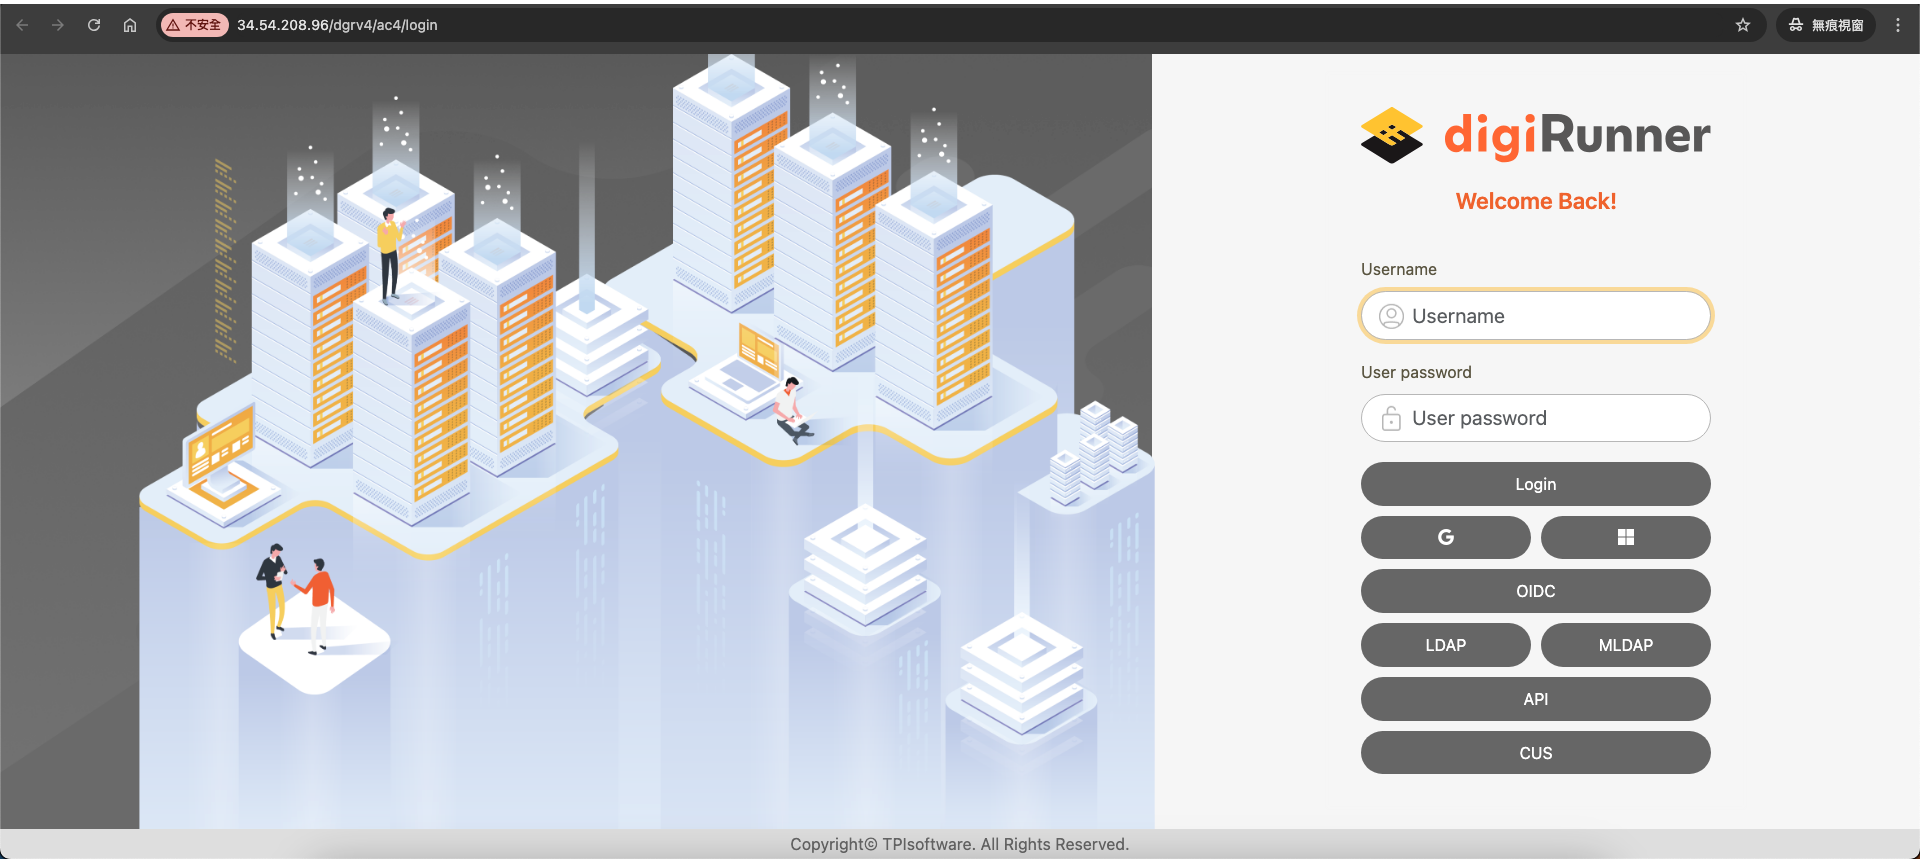 不安全 34.54.208.96/dgrv4/ac4/login 無痕視窗
digiRunner
Welcome Back!
Username
Username
User password
User password
Login
G
OIDC
LDAP MLDAP
API
CUS
Copyright© TPIsoftware. All Rights Reserved.